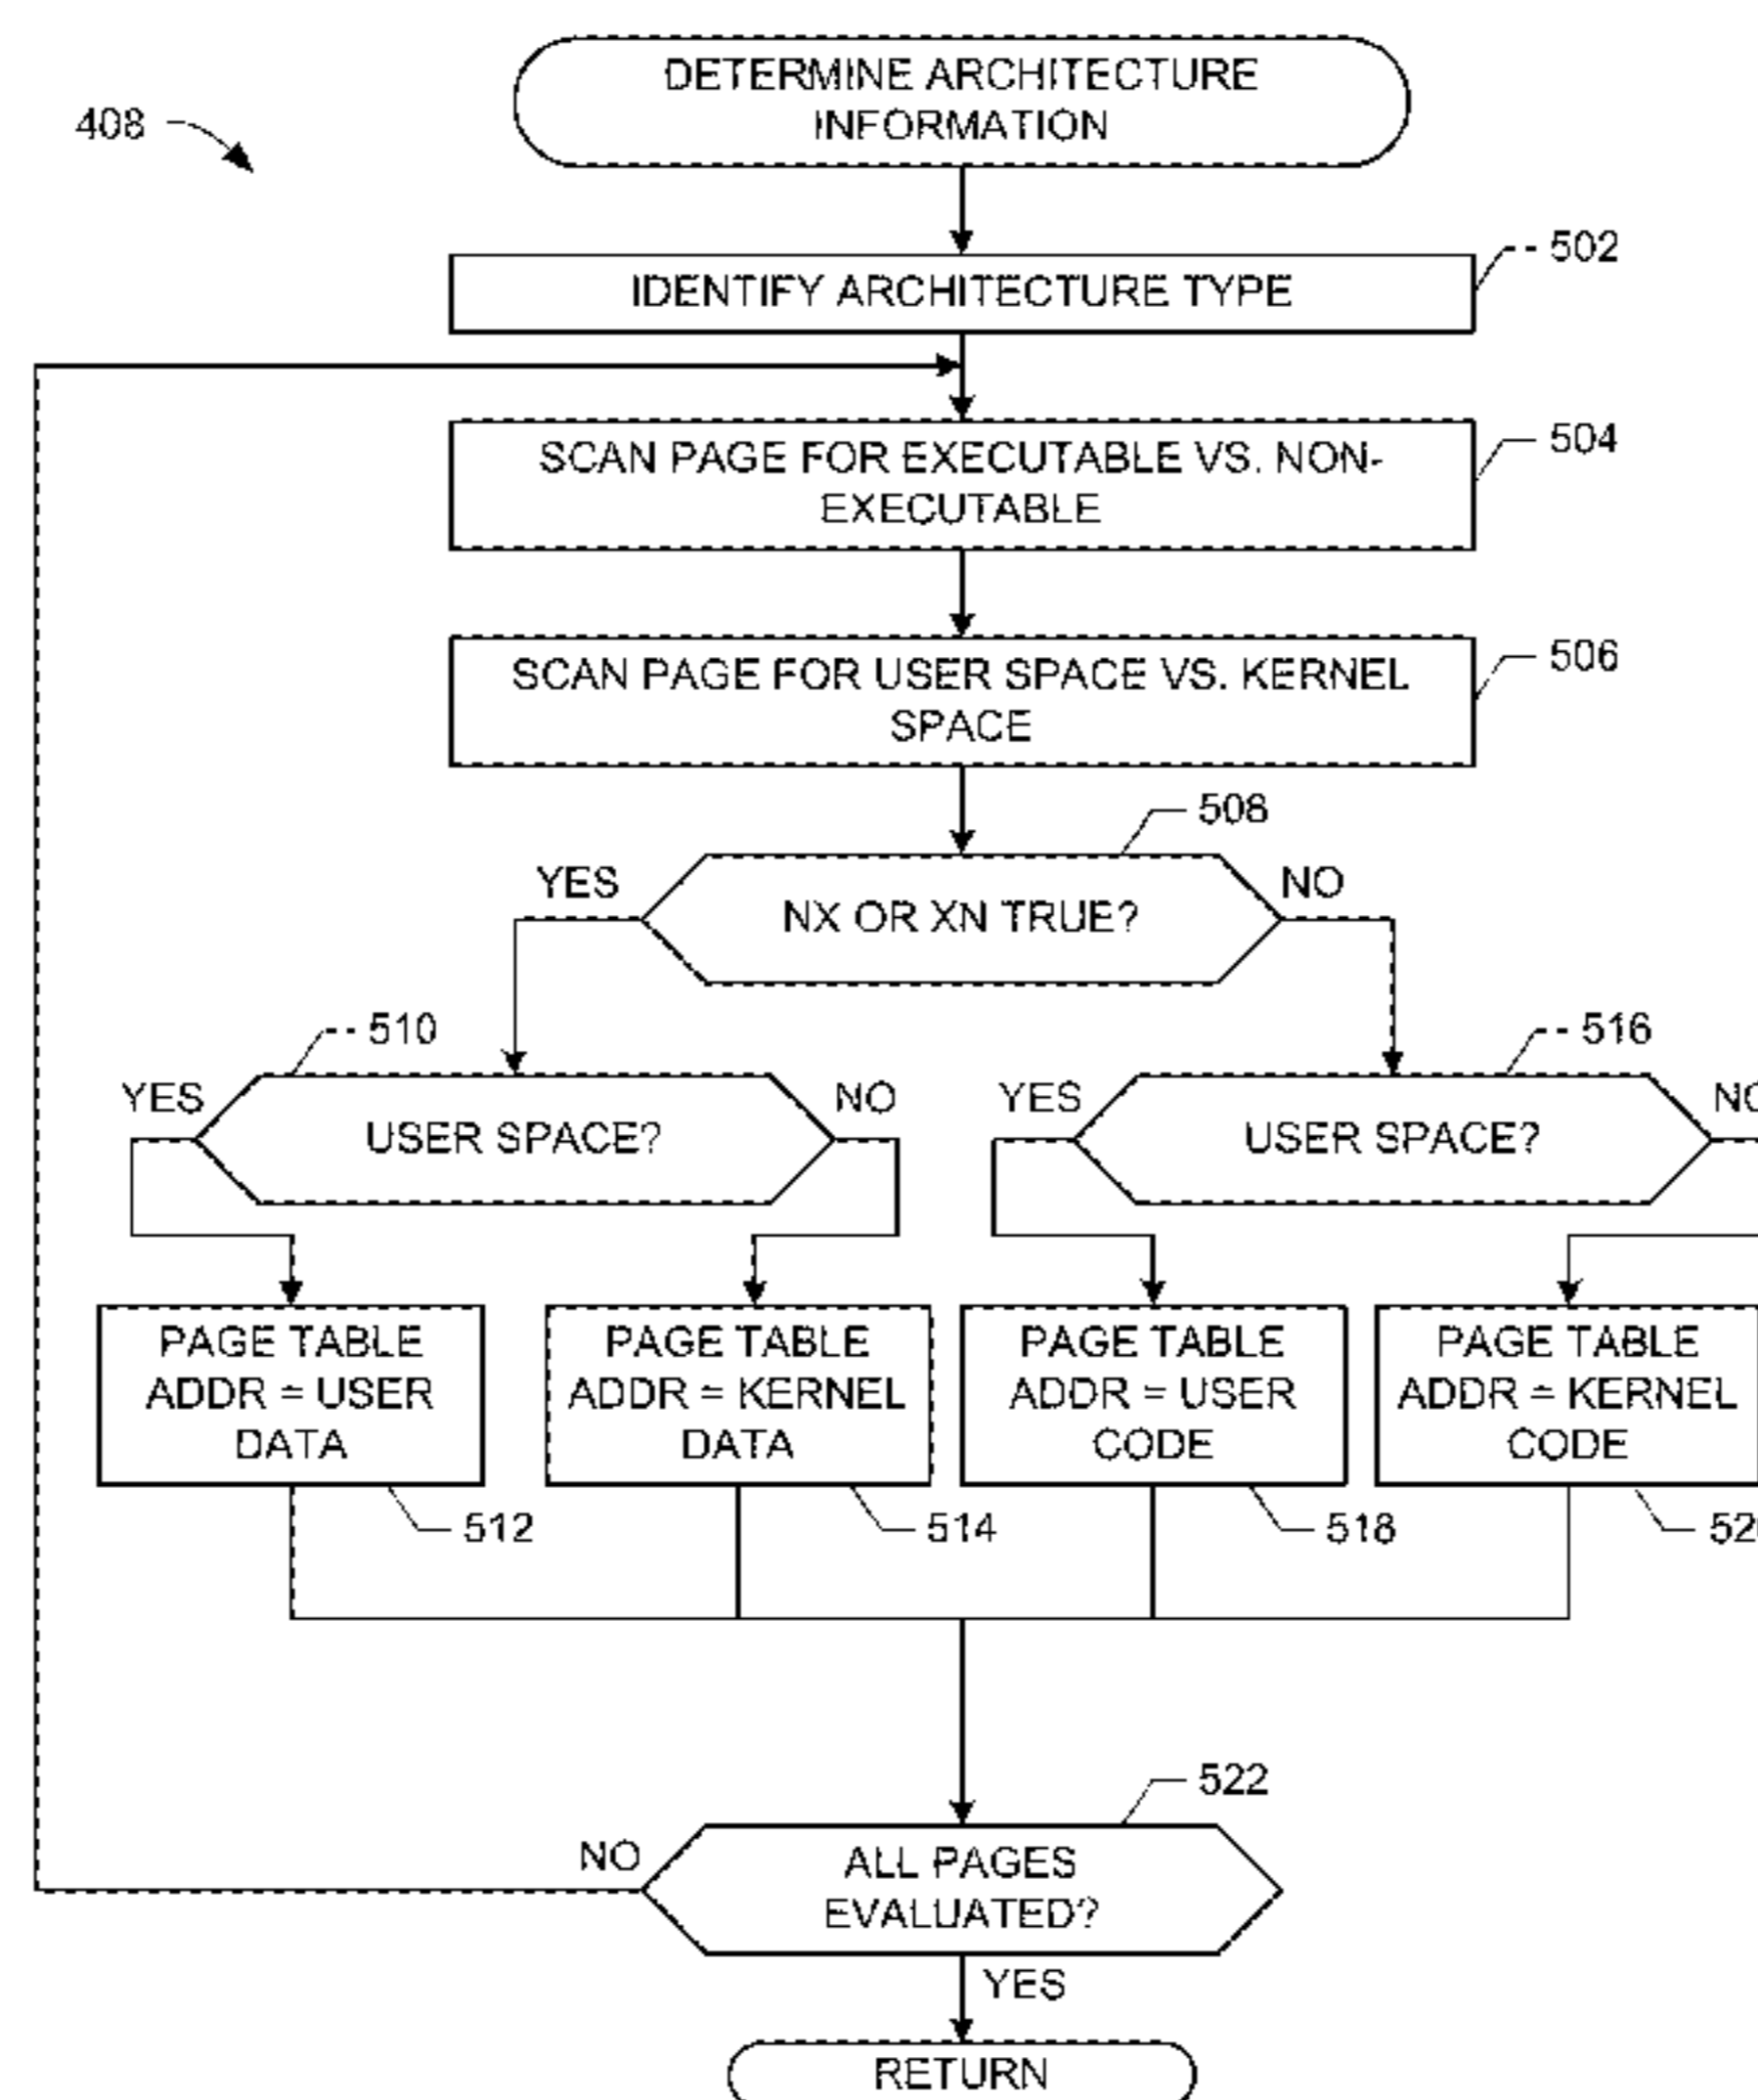 DETERMINE ARCHITECTURE
INFORMATION
408
502
IDENTIFY ARCHITECTURE TYPE
504
SCAN PAGE FOR EXECUTABLE VS. NON-
EXECUTABLE
506
SCAN PAGE FOR USER SPACE VS. KERNEL
SPACE
508
YES
NO
NX OR XN TRUE?
510
516
YES
NO
YES
USER SPACE?
USER SPACE?
PAGE TABLE
ADDR = USER
DATA
PAGE TABLE
ADDR = KERNEL
DATA
PAGE TABLE
ADDR = USER
CODE
PAGE TABLE
ADDR = KERNEL
CODE
512
514
518
522
NO
ALL PAGES
EVALUATED?
YES
RETURN